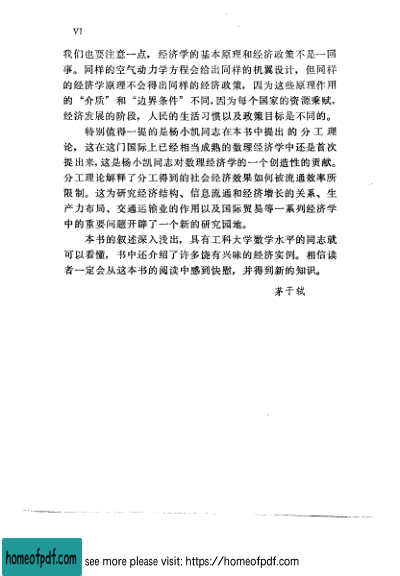 VI
我们也要注意一点，经济学的基本原理和经济政策不是一回
事。同样的空气动力学方程会给出同样的机翼设计，但同样
的经济学原理不会得出同样的经济政策，因为这些原理作用
的“介质”和“边界条件”不同。因为每个国家的资源秉赋，
经济发展的阶段，人民的生活习惯以及政策目标是不同的。
特别值得一提的是杨小凯同志在本书中提出的分工理
论，这在这门国际上已经相当成熟的数理经济学中还是首次
提出来，这是杨小凯同志对数理经济学的一个创造性的贡献。
分工理论解释了分工得到的社会经济效果如何被流通效率所
限制。这为研究经济结构、信息流通和经济增长的关系、生
产力布局、交通运输业的作用以及国际贸易等一系列经济学
中的重要问题开辟了一个新的研究园地。
本书的叙述深入浅出，具有工科大学数学水平的同志就
可以看懂，书中还介绍了许多饶有兴味的经济实例。相信读
者一定会从这本书的阅读中感到快慰，并得到新的知识。
茅于轼
homeofpdf.com
see more please visit: https://homeofpdf.com